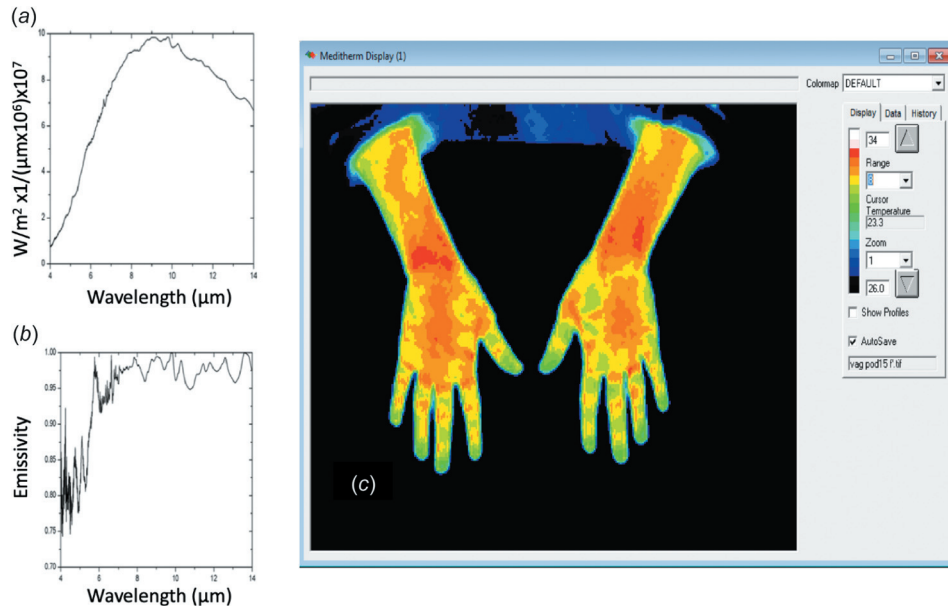 (a)
W/m² x1/(μmx10⁶)x10⁷
10
8
6
4
2
0
4 6 8 10 12 14
Wavelength (μm)
(b)
Emissivity
1.00
0.95
0.90
0.85
0.80
0.75
0.70
4 6 8 10 12 14
Wavelength (μm)
Meditherm Display (1)
Colormap DEFAULT
Display Data History
34
Range
8
Cursor
Temperature
23.3
Zoom
1
26.0
Show Profiles
AutoSave
(c)